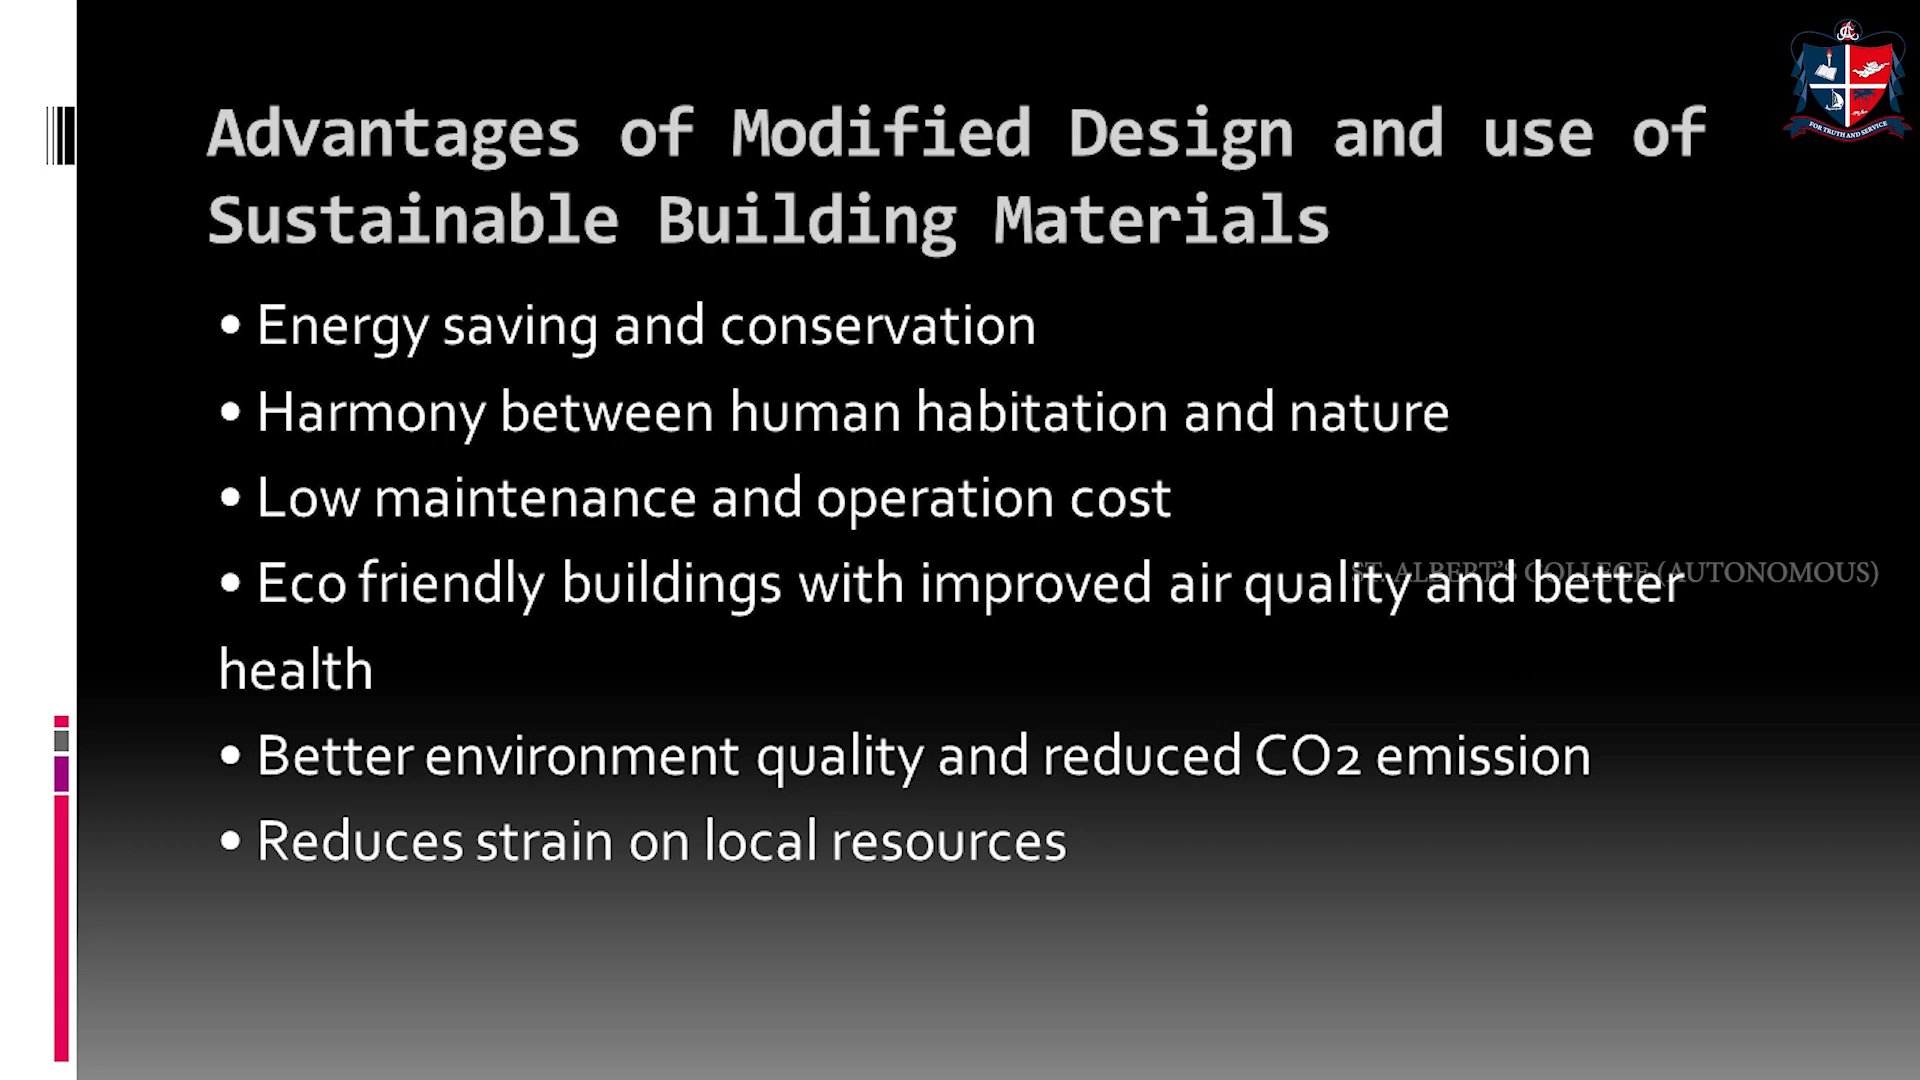 Advantages of Modified Design and use of
Sustainable Building Materials
• Energy saving and conservation
• Harmony between human habitation and nature
• Low maintenance and operation cost
• Eco friendly buildings with improved air quality and better
health
• Better environment quality and reduced CO2 emission
• Reduces strain on local resources
ST. ALBERT'S COLLEGE (AUTONOMOUS)
FOR TRUTH AND SERVICE